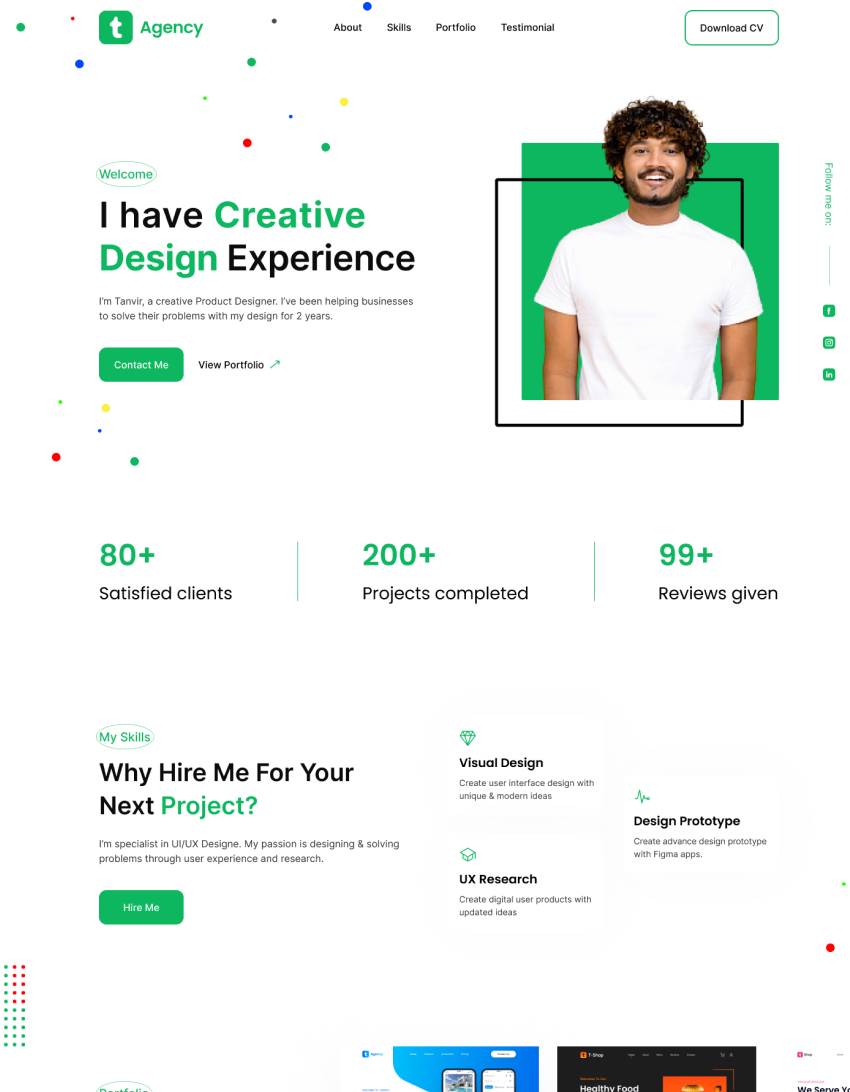 t Agency
About Skills Portfolio Testimonial
Download CV
Welcome
I have Creative
Design Experience
I'm Tanvir, a creative Product Designer. I've been helping businesses
to solve their problems with my design for 2 years.
Contact Me
View Portfolio
Follow me on:
f
in
80+
Satisfied clients
200+
Projects completed
99+
Reviews given
My Skills
Why Hire Me For Your
Next Project?
I'm specialist in UI/UX Designe. My passion is designing & solving
problems through user experience and research.
Hire Me
Visual Design
Create user interface design with
unique & modern ideas
UX Research
Create digital user products with
updated ideas
Design Prototype
Create advance design prototype
with Figma apps.
Portfolio
Agency
T-Shop
Healthy Food
Shop
We Serve Yo